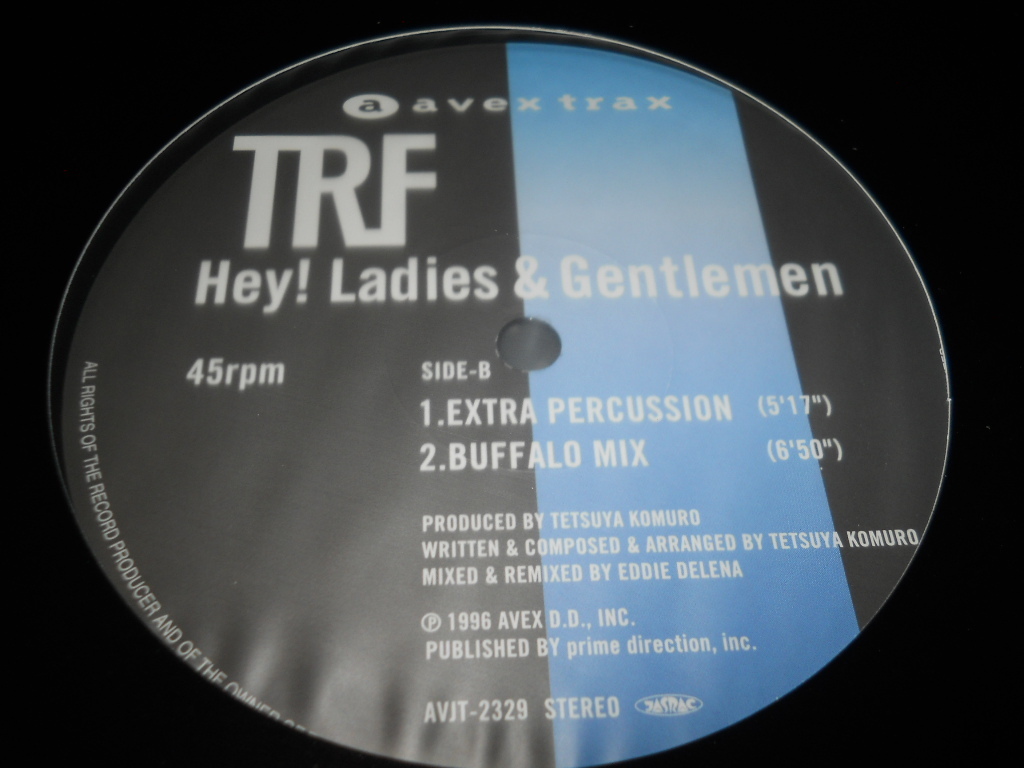 a avex trax
TRF
Hey! Ladies & Gentlemen
45rpm
SIDE-B
1.EXTRA PERCUSSION (5'17")
2.BUFFALO MIX (6'50")
PRODUCED BY TETSUYA KOMURO
WRITTEN & COMPOSED & ARRANGED BY TETSUYA KOMURO
MIXED & REMIXED BY EDDIE DELENA
℗ 1996 AVEX D.D., INC.
PUBLISHED BY prime direction, inc.
AVJT-2329 STEREO JASRAC
ALL RIGHTS OF THE RECORD PRODUCER AND OF THE OWNER OF